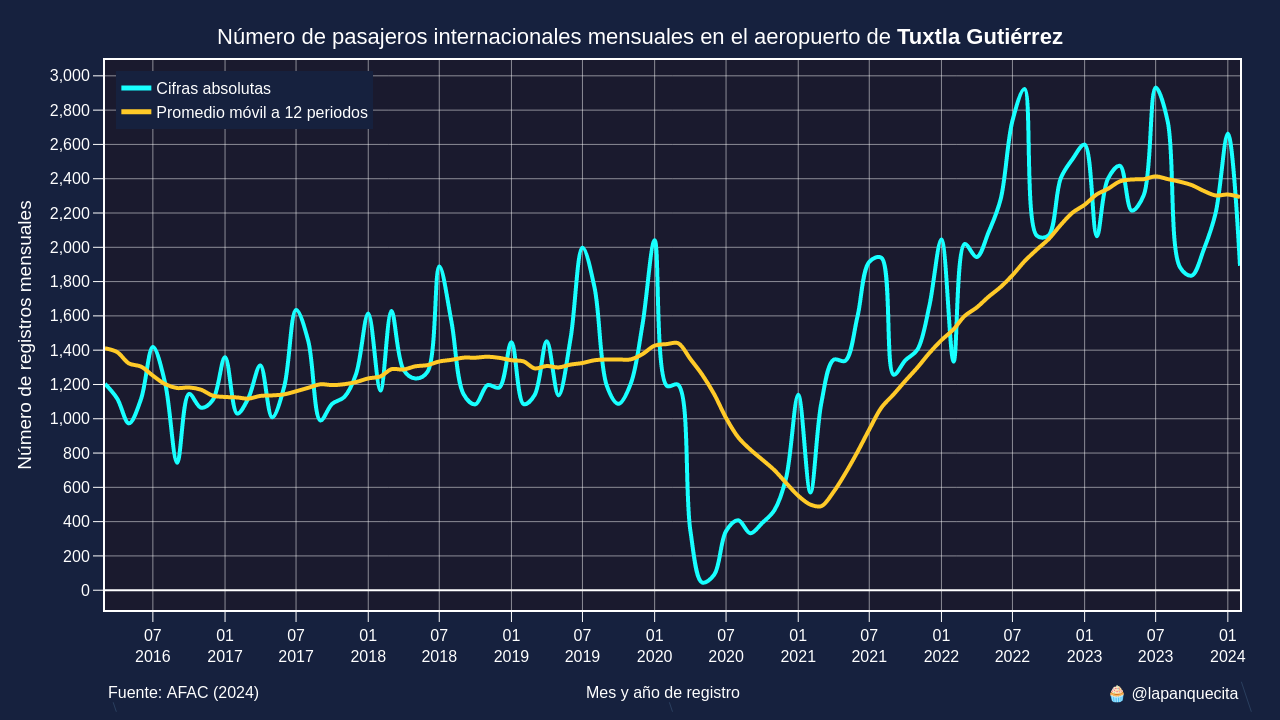 Número de pasajeros internacionales mensuales en el aeropuerto de Tuxtla Gutiérrez
Cifras absolutas
Promedio móvil a 12 periodos
Número de registros mensuales
3,000
2,800
2,600
2,400
2,200
2,000
1,800
1,600
1,400
1,200
1,000
800
600
400
200
0
07 01 07 01 07 01 07 01 07 01 07 01 07 01 07 01
2016 2017 2017 2018 2018 2019 2019 2020 2020 2021 2021 2022 2022 2023 2023 2024
Fuente: AFAC (2024)
Mes y año de registro
🧁 @lapanquecita